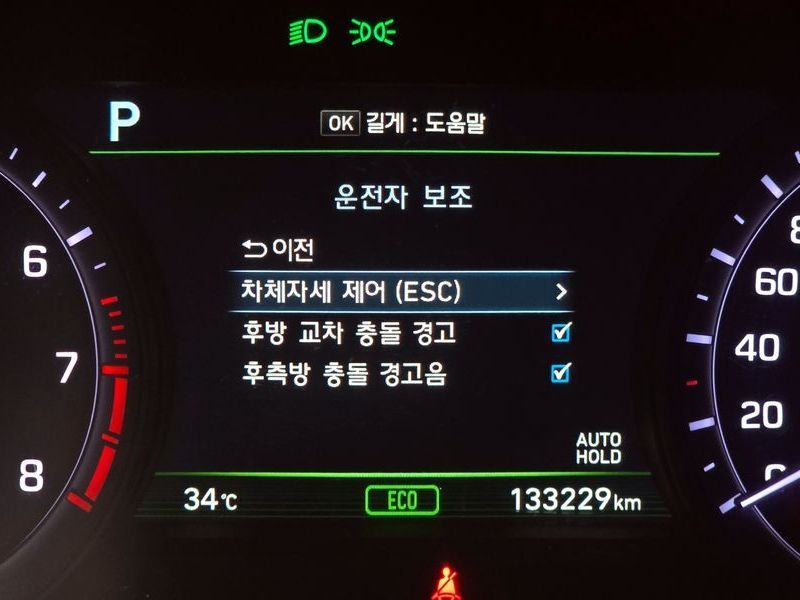 P
OK 길게 : 도움말
운전자 보조
이전
차체자세 제어 (ESC)
후방 교차 충돌 경고
후측방 충돌 경고음
AUTO
HOLD
34℃
ECO
133229km
6
7
8
60
40
20
0